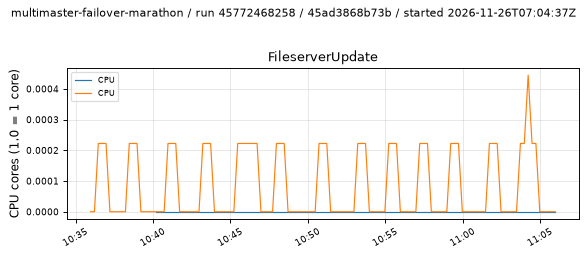 multimaster-failover-marathon / run 45772468258 / 45ad3868b73b / started 2026-11-26T07:04:37Z
FileserverUpdate
CPU cores (1.0 = 1 core)
CPU
CPU
0.0004
0.0003
0.0002
0.0001
0.0000
10:35
10:40
10:45
10:50
10:55
11:00
11:05